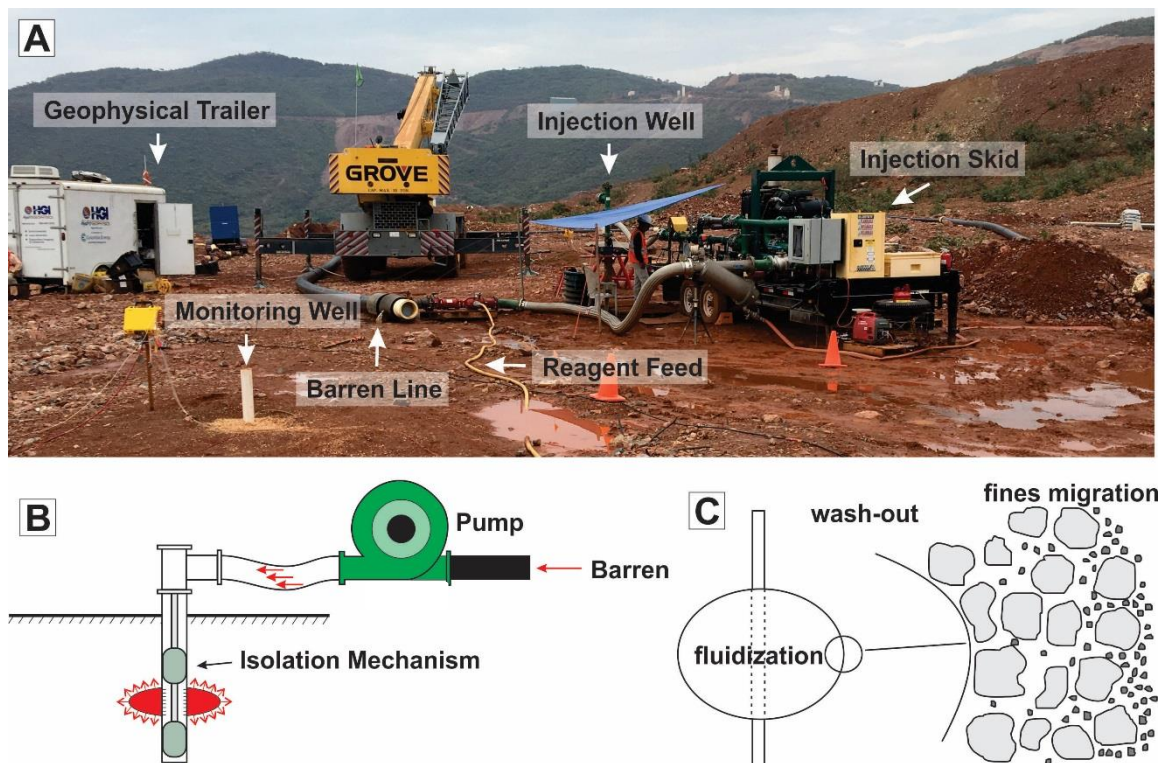 A
Geophysical Trailer
Injection Well
Injection Skid
GROVE
HGI
HGI
Monitoring Well
Barren Line
Reagent Feed
B
Pump
Barren
Isolation Mechanism
C
wash-out
fines migration
fluidization